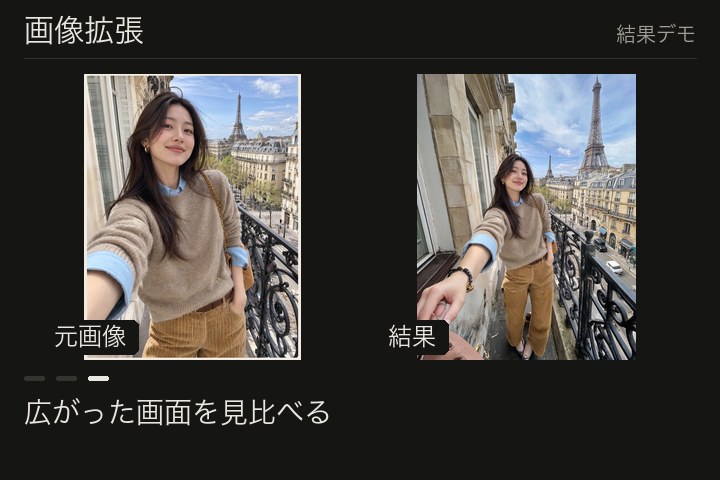 画像拡張
結果デモ
元画像
結果
広がった画面を見比べる